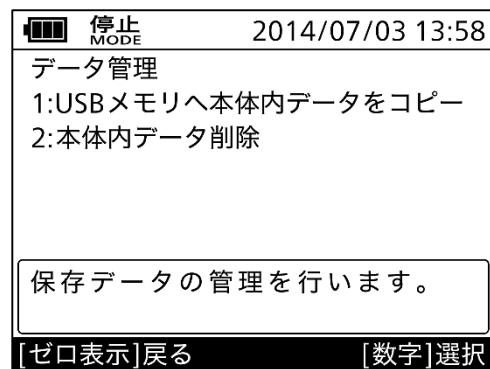 停止 2014/07/03 13:58
MODE
データ管理
1:USBメモリへ本体内データをコピー
2:本体内データ削除
保存データの管理を行います。
[ゼロ表示]戻る [数字]選択